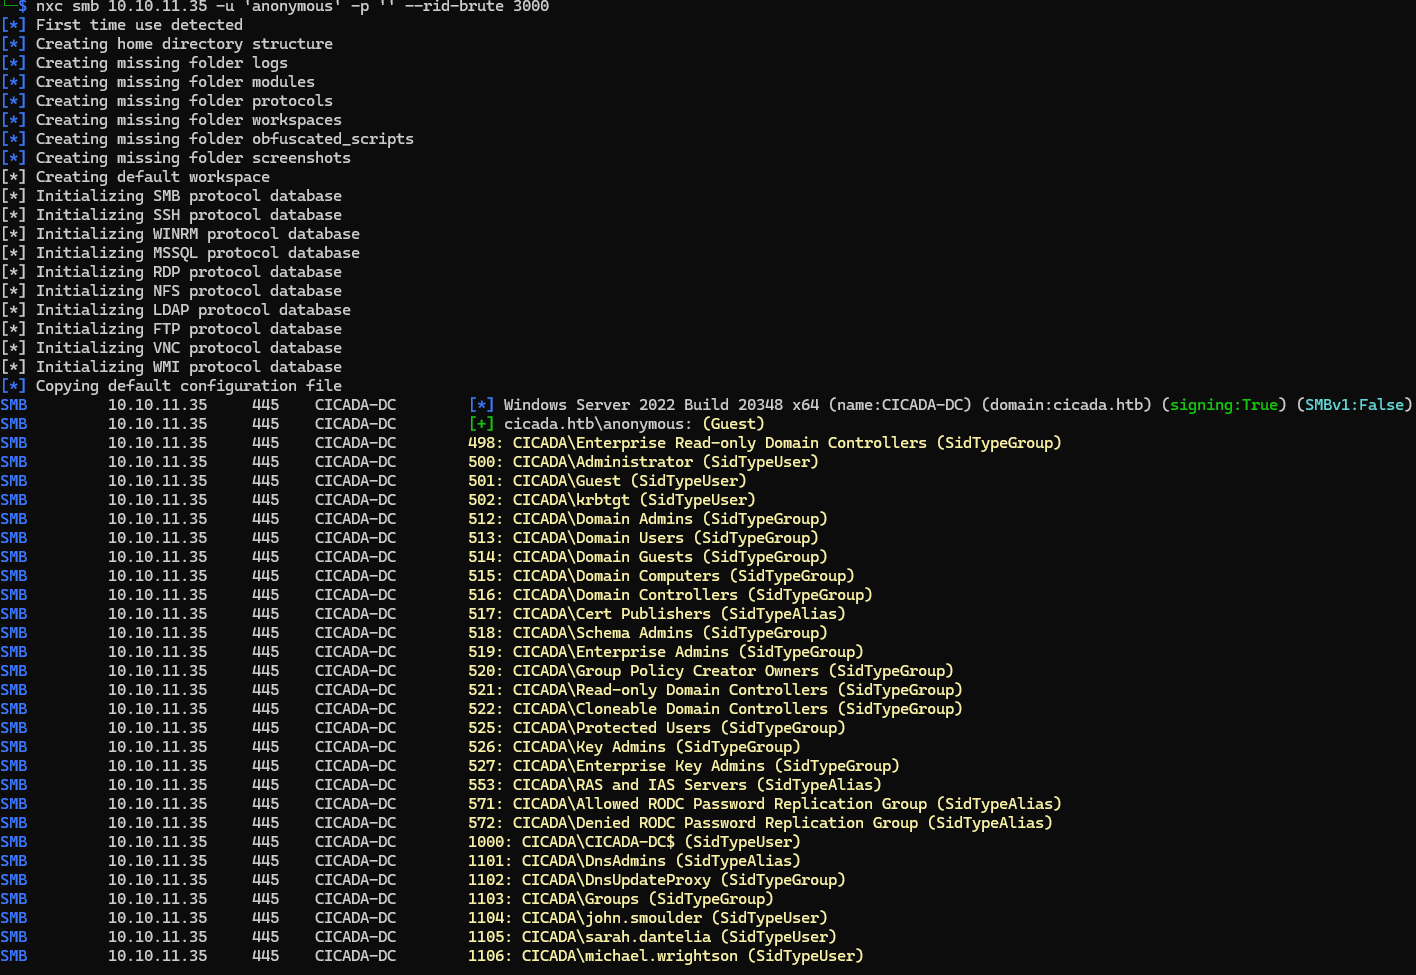 └─$ nxc smb 10.10.11.35 -u 'anonymous' -p '' --rid-brute 3000
[*] First time use detected
[*] Creating home directory structure
[*] Creating missing folder logs
[*] Creating missing folder modules
[*] Creating missing folder protocols
[*] Creating missing folder workspaces
[*] Creating missing folder obfuscated_scripts
[*] Creating missing folder screenshots
[*] Creating default workspace
[*] Initializing SMB protocol database
[*] Initializing SSH protocol database
[*] Initializing WINRM protocol database
[*] Initializing MSSQL protocol database
[*] Initializing RDP protocol database
[*] Initializing NFS protocol database
[*] Initializing LDAP protocol database
[*] Initializing FTP protocol database
[*] Initializing VNC protocol database
[*] Initializing WMI protocol database
[*] Copying default configuration file
SMB 10.10.11.35 445 CICADA-DC [*] Windows Server 2022 Build 20348 x64 (name:CICADA-DC) (domain:cicada.htb) (signing:True) (SMBv1:False)
SMB 10.10.11.35 445 CICADA-DC [+] cicada.htb\anonymous: (Guest)
SMB 10.10.11.35 445 CICADA-DC 498: CICADA\Enterprise Read-only Domain Controllers (SidTypeGroup)
SMB 10.10.11.35 445 CICADA-DC 500: CICADA\Administrator (SidTypeUser)
SMB 10.10.11.35 445 CICADA-DC 501: CICADA\Guest (SidTypeUser)
SMB 10.10.11.35 445 CICADA-DC 502: CICADA\krbtgt (SidTypeUser)
SMB 10.10.11.35 445 CICADA-DC 512: CICADA\Domain Admins (SidTypeGroup)
SMB 10.10.11.35 445 CICADA-DC 513: CICADA\Domain Users (SidTypeGroup)
SMB 10.10.11.35 445 CICADA-DC 514: CICADA\Domain Guests (SidTypeGroup)
SMB 10.10.11.35 445 CICADA-DC 515: CICADA\Domain Computers (SidTypeGroup)
SMB 10.10.11.35 445 CICADA-DC 516: CICADA\Domain Controllers (SidTypeGroup)
SMB 10.10.11.35 445 CICADA-DC 517: CICADA\Cert Publishers (SidTypeAlias)
SMB 10.10.11.35 445 CICADA-DC 518: CICADA\Schema Admins (SidTypeGroup)
SMB 10.10.11.35 445 CICADA-DC 519: CICADA\Enterprise Admins (SidTypeGroup)
SMB 10.10.11.35 445 CICADA-DC 520: CICADA\Group Policy Creator Owners (SidTypeGroup)
SMB 10.10.11.35 445 CICADA-DC 521: CICADA\Read-only Domain Controllers (SidTypeGroup)
SMB 10.10.11.35 445 CICADA-DC 522: CICADA\Cloneable Domain Controllers (SidTypeGroup)
SMB 10.10.11.35 445 CICADA-DC 525: CICADA\Protected Users (SidTypeGroup)
SMB 10.10.11.35 445 CICADA-DC 526: CICADA\Key Admins (SidTypeGroup)
SMB 10.10.11.35 445 CICADA-DC 527: CICADA\Enterprise Key Admins (SidTypeGroup)
SMB 10.10.11.35 445 CICADA-DC 553: CICADA\RAS and IAS Servers (SidTypeAlias)
SMB 10.10.11.35 445 CICADA-DC 571: CICADA\Allowed RODC Password Replication Group (SidTypeAlias)
SMB 10.10.11.35 445 CICADA-DC 572: CICADA\Denied RODC Password Replication Group (SidTypeAlias)
SMB 10.10.11.35 445 CICADA-DC 1000: CICADA\CICADA-DC$ (SidTypeUser)
SMB 10.10.11.35 445 CICADA-DC 1101: CICADA\DnsAdmins (SidTypeAlias)
SMB 10.10.11.35 445 CICADA-DC 1102: CICADA\DnsUpdateProxy (SidTypeGroup)
SMB 10.10.11.35 445 CICADA-DC 1103: CICADA\Groups (SidTypeGroup)
SMB 10.10.11.35 445 CICADA-DC 1104: CICADA\john.smoulder (SidTypeUser)
SMB 10.10.11.35 445 CICADA-DC 1105: CICADA\sarah.dantelia (SidTypeUser)
SMB 10.10.11.35 445 CICADA-DC 1106: CICADA\michael.wrightson (SidTypeUser)